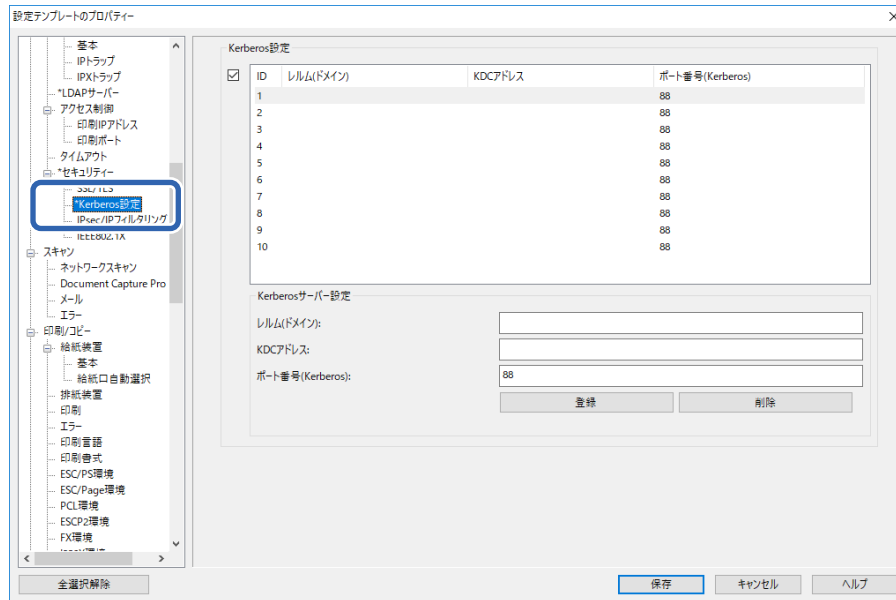 設定テンプレートのプロパティー
基本
IPトラップ
IPXトラップ
*LDAPサーバー
アクセス制御
印刷IPアドレス
印刷ポート
タイムアウト
*セキュリティー
SSL/TLS
*Kerberos設定
IPsec/IPフィルタリング
IEEE802.1X
スキャン
ネットワークスキャン
Document Capture Pro
メール
エラー
印刷/コピー
給紙装置
基本
給紙口自動選択
排紙装置
印刷
エラー
印刷言語
印刷書式
ESC/PS環境
ESC/Page環境
PCL環境
ESCP2環境
FX環境
Kerberos設定
ID レルム(ドメイン) KDCアドレス ポート番号(Kerberos)
1 88
2 88
3 88
4 88
5 88
6 88
7 88
8 88
9 88
10 88
Kerberosサーバー設定
レルム(ドメイン):
KDCアドレス:
ポート番号(Kerberos): 88
登録 削除
全選択解除 保存 キャンセル ヘルプ